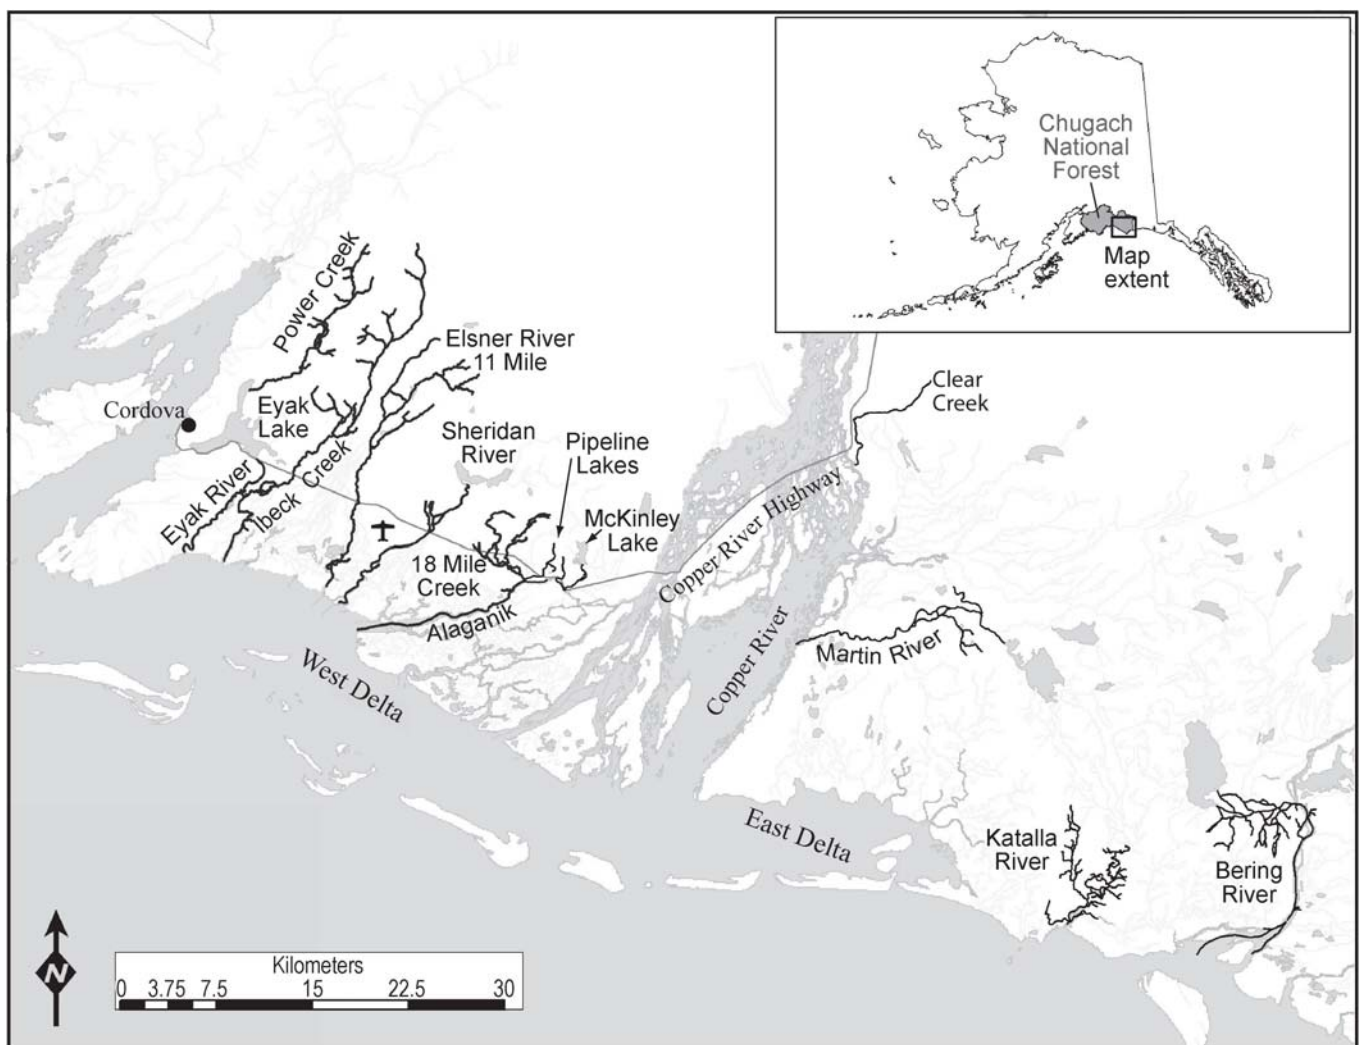 Chugach
National
Forest
Map
extent
Power Creek
Elsner River
11 Mile
Clear
Creek
Cordova
Eyak
Lake
Sheridan
River
Pipeline
Lakes
Eyak River
Ibeck Creek
McKinley
Lake
Copper River Highway
18 Mile
Creek
Alaganik
Martin River
Copper River
West Delta
East Delta
Katalla
River
Bering
River
N
Kilometers
0 3.75 7.5 15 22.5 30